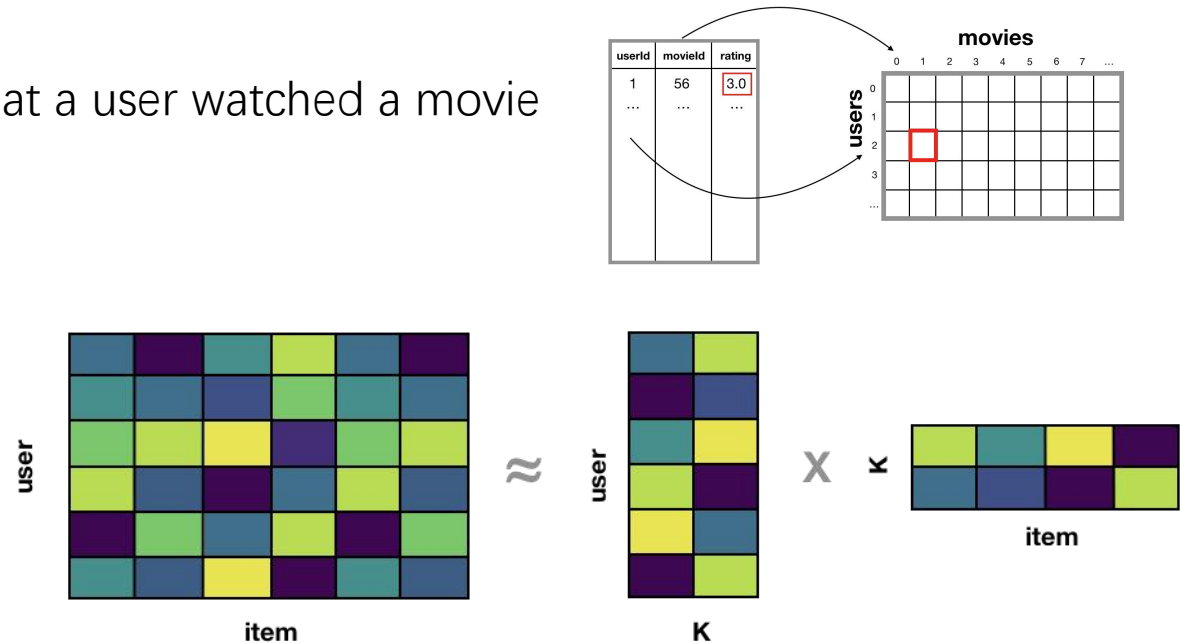 at a user watched a movie
userId movieId rating
1 56 3.0
... ... ...
movies
0 1 2 3 4 5 6 7 ...
users
0
1
2
3
...
user
≈
user
X
K
item
item
K